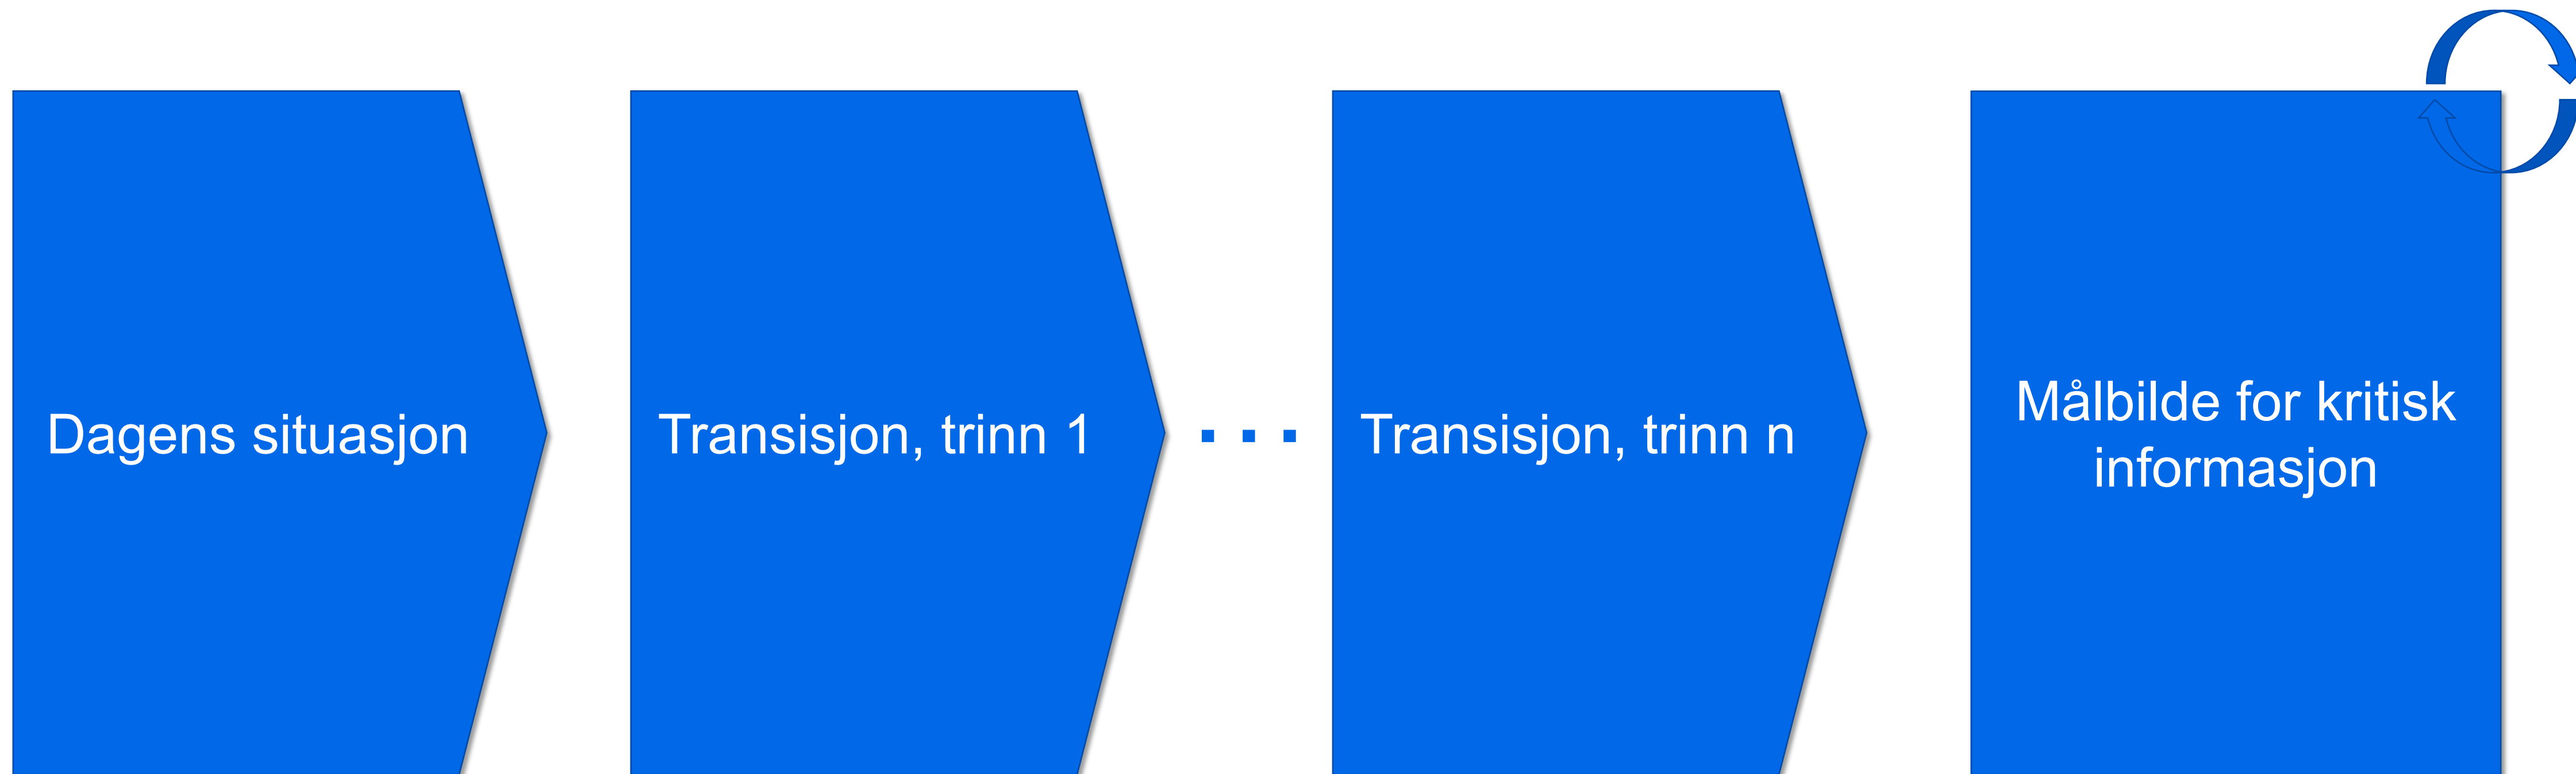 Dagens situasjon
Transisjon, trinn 1
. . .
Transisjon, trinn n
Målbilde for kritisk
informasjon